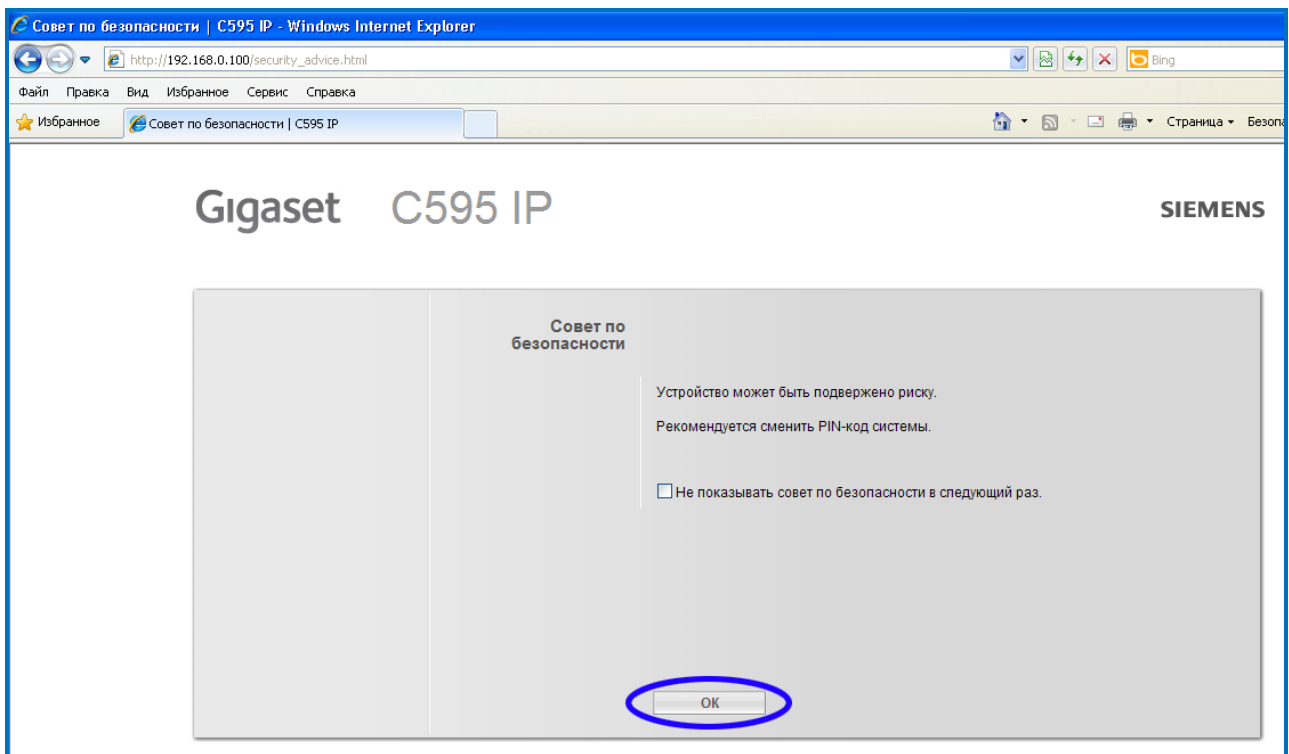 Совет по безопасности | C595 IP - Windows Internet Explorer
http://192.168.0.100/security_advice.html
Bing
Файл Правка Вид Избранное Сервис Справка
Избранное
Совет по безопасности | C595 IP
Страница
Gigaset C595 IP
SIEMENS
Совет по
безопасности
Устройство может быть подвержено риску.
Рекомендуется сменить PIN-код системы.
Не показывать совет по безопасности в следующий раз.
OK